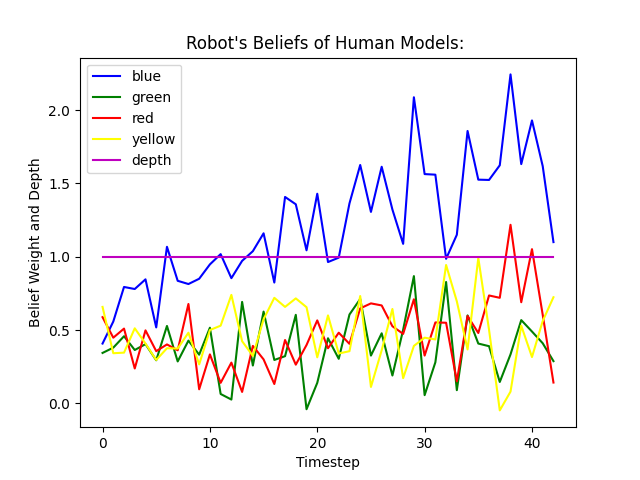 Robot's Beliefs of Human Models:
blue
green
red
yellow
depth
Belief Weight and Depth
2.0
1.5
1.0
0.5
0.0
0 10 20 30 40
Timestep